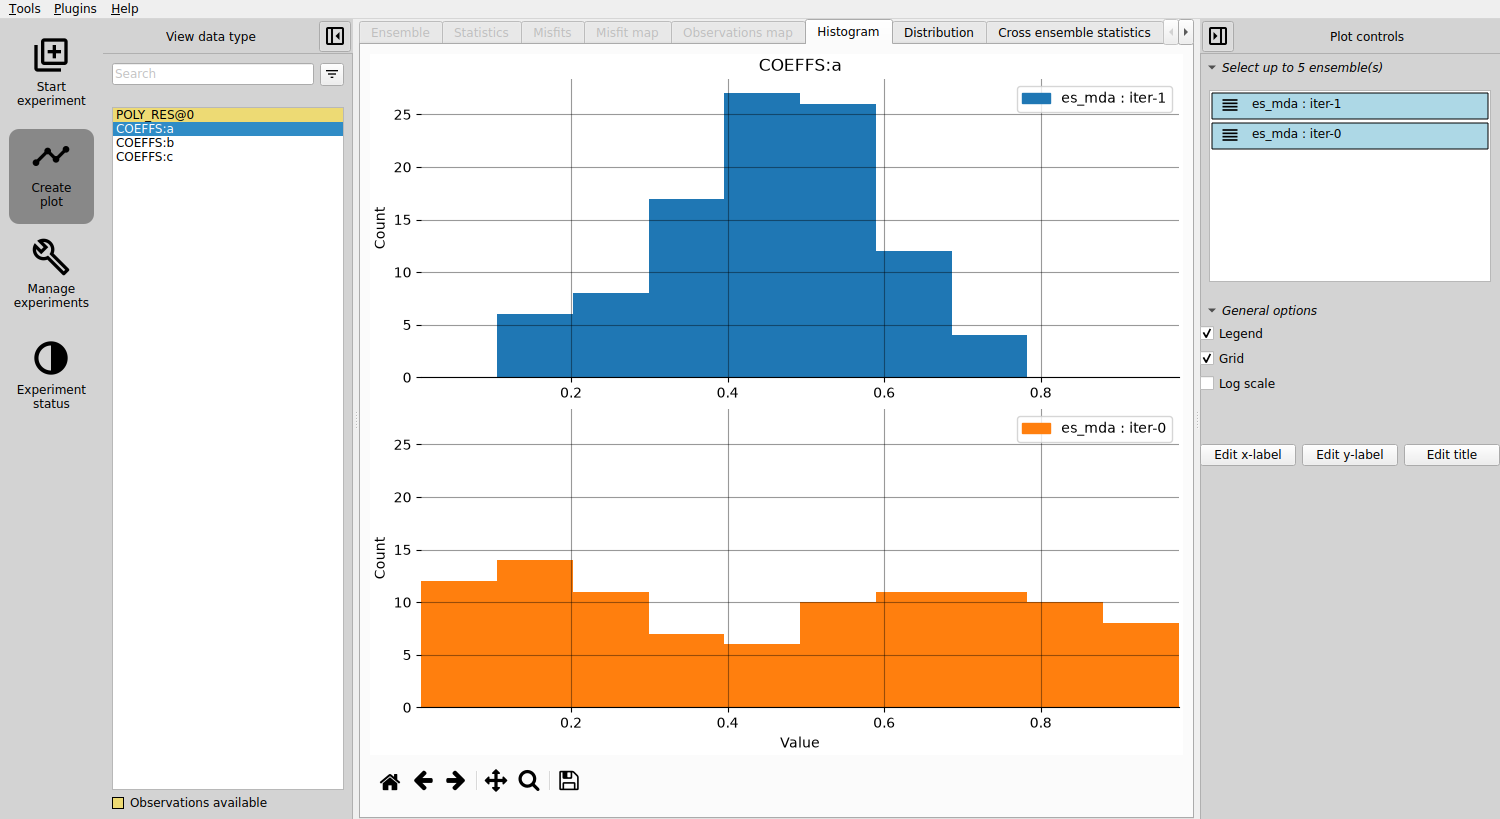 Tools Plugins Help
Start
experiment
Create
plot
Manage
experiments
Experiment
status
View data type
Search
POLY_RES@0
COEFFS:a
COEFFS:b
COEFFS:c
Observations available
Ensemble Statistics Misfits Misfit map Observations map Histogram Distribution Cross ensemble statistics
COEFFS:a
es_mda : iter-1
Count
25
20
15
10
5
0
0.2 0.4 0.6 0.8
es_mda : iter-0
Count
25
20
15
10
5
0
0.2 0.4 0.6 0.8
Value
Plot controls
Select up to 5 ensemble(s)
es_mda : iter-1
es_mda : iter-0
General options
Legend
Grid
Log scale
Edit x-label Edit y-label Edit title